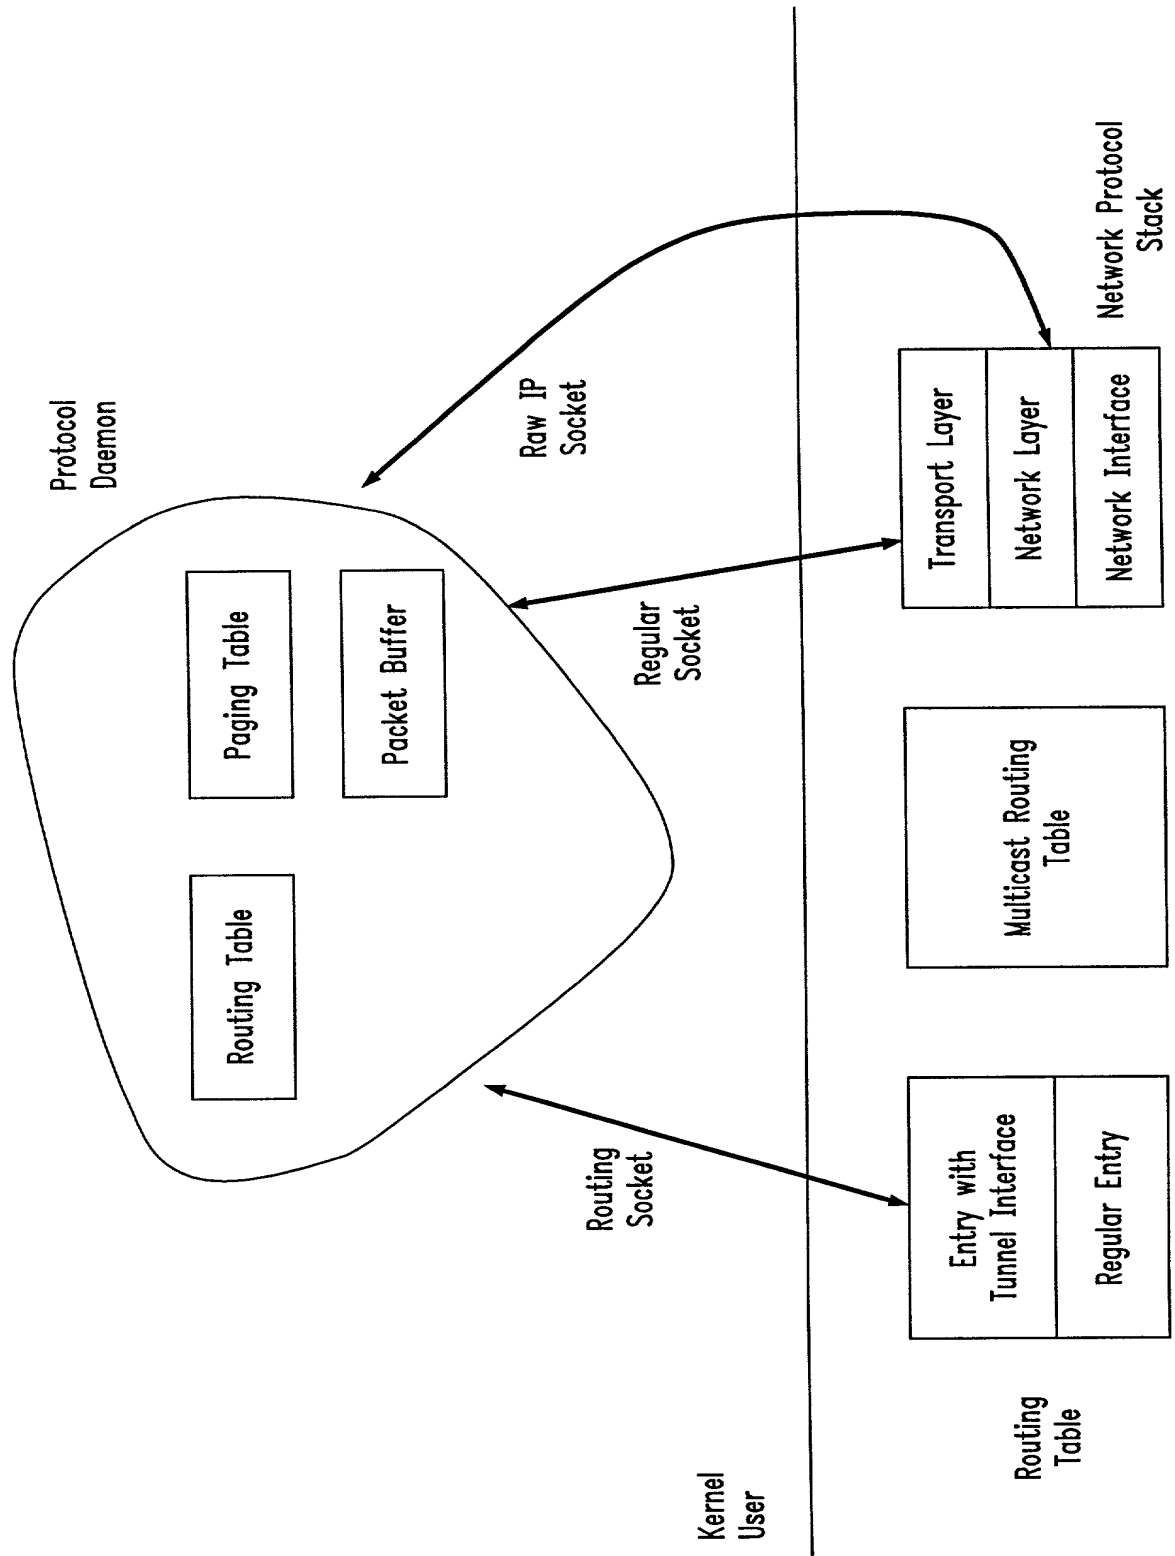 Protocol
Daemon
Routing Table
Paging Table
Packet Buffer
Raw IP
Socket
Regular
Socket
Routing
Socket
Kernel
User
Routing
Table
Entry with
Tunnel Interface
Regular Entry
Multicast Routing
Table
Transport Layer
Network Layer
Network Interface
Network Protocol
Stack